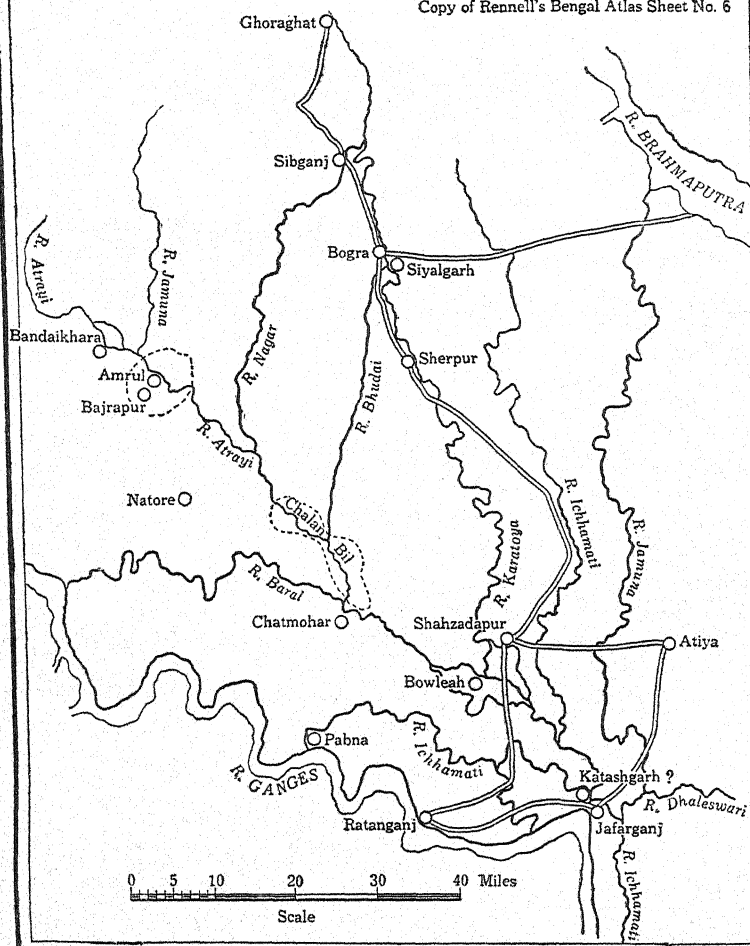 Copy of Rennell's Bengal Atlas Sheet No. 6
Ghoraghat
R. BRAHMAPUTRA
Sibganj
R. Atrayi
R. Jamuna
Bogra
Siyalgarh
Bandaikhara
R. Nagar
Sherpur
Amrul
R. Bhudai
Bajrapur
R. Atrayi
Natore
Chalan Bil
R. Ichhamati
R. Karatoya
R. Jamuna
R. Baral
Chatmohar
Shahzadapur
Atiya
Bowleah
Pabna
R. Ichhamati
R. GANGES
Katashgarh ?
R. Dhaleswari
Ratanganj
Jafarganj
R. Ichhamati
0 5 10 20 30 40 Miles
Scale